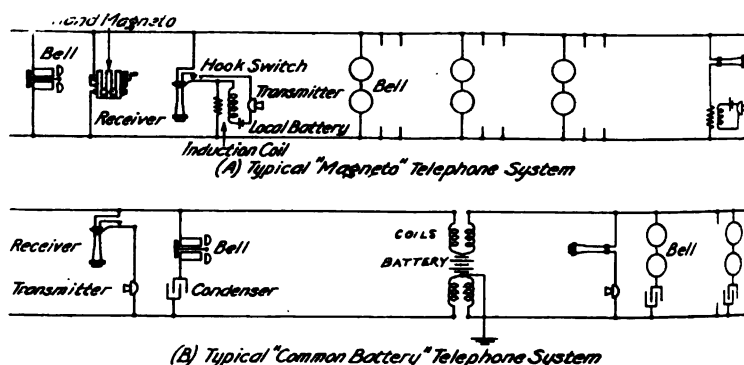 Hand Magneto
Bell
Hook Switch
Transmitter
Bell
Receiver
Local Battery
Induction Coil
(A) Typical "Magneto" Telephone System
Receiver
Bell
COILS
BATTERY
Bell
Transmitter
Condenser
(B) Typical "Common Battery" Telephone System